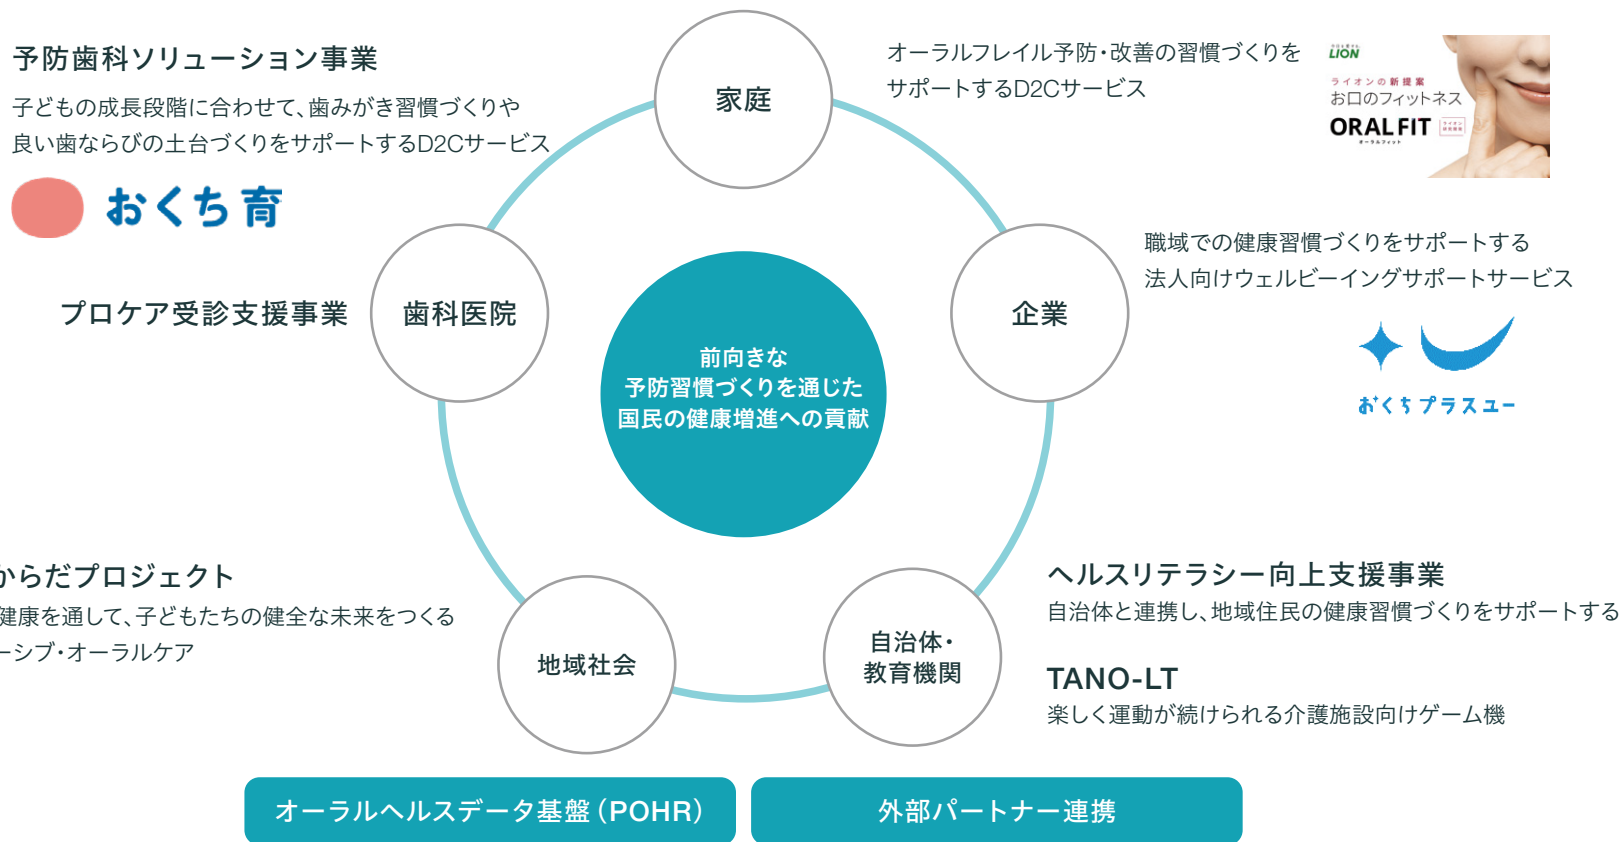 予防歯科ソリューション事業
子どもの成長段階に合わせて、歯みがき習慣づくりや
良い歯ならびの土台づくりをサポートするD2Cサービス
おくち育
家庭
オーラルフレイル予防・改善の習慣づくりを
サポートするD2Cサービス
LION
ライオンの新提案
お口のフィットネス
ORAL FIT
オーラルフィット
プロケア受診支援事業
歯科医院
企業
職域での健康習慣づくりをサポートする
法人向けウェルビーイングサポートサービス
おくちプラスユー
前向きな
予防習慣づくりを通じた
国民の健康増進への貢献
からだプロジェクト
健康を通して、子どもたちの健全な未来をつくる
ーシブ・オーラルケア
地域社会
自治体・
教育機関
ヘルスリテラシー向上支援事業
自治体と連携し、地域住民の健康習慣づくりをサポートする
TANO-LT
楽しく運動が続けられる介護施設向けゲーム機
オーラルヘルスデータ基盤（POHR）
外部パートナー連携